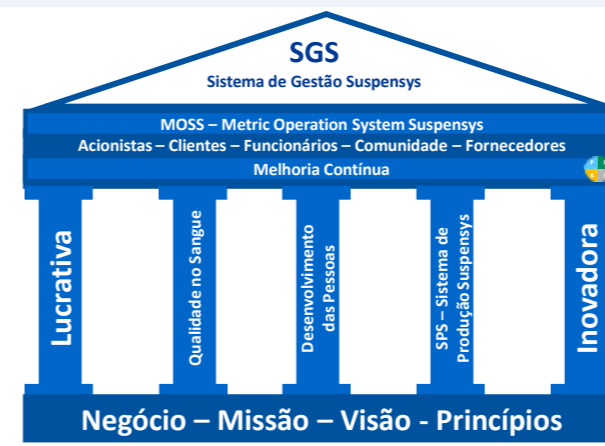 SGS
Sistema de Gestão Suspensys
MOSS – Metric Operation System Suspensys
Acionistas – Clientes – Funcionários – Comunidade – Fornecedores
Melhoria Contínua
Lucrativa
Qualidade no Sangue
Desenvolvimento
das Pessoas
SPS – Sistema de
Produção Suspensys
Inovadora
Negócio – Missão – Visão - Princípios